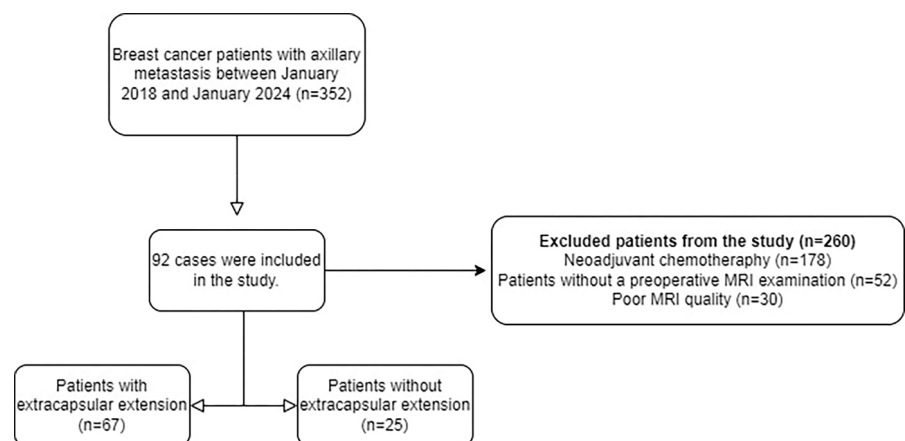 Breast cancer patients with axillary
metastasis between January
2018 and January 2024 (n=352)
92 cases were included
in the study.
Excluded patients from the study (n=260)
Neoadjuvant chemotheraphy (n=178)
Patients without a preoperative MRI examination (n=52)
Poor MRI quality (n=30)
Patients with
extracapsular extension
(n=67)
Patients without
extracapsular extension
(n=25)